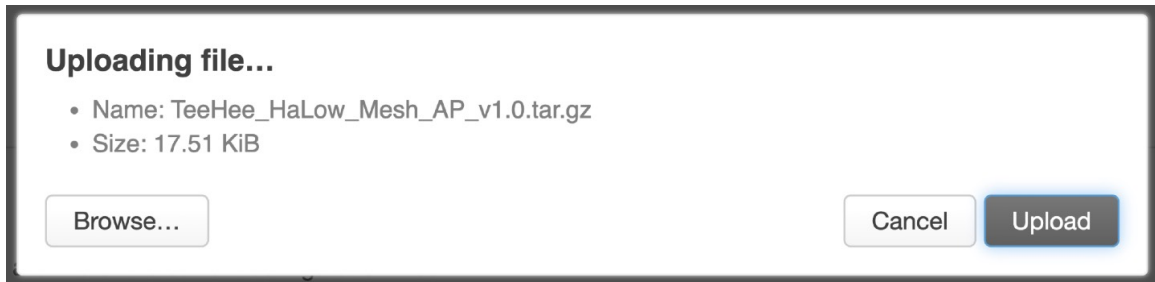 Uploading file…
• Name: TeeHee_HaLow_Mesh_AP_v1.0.tar.gz
• Size: 17.51 KiB
Browse… Cancel Upload